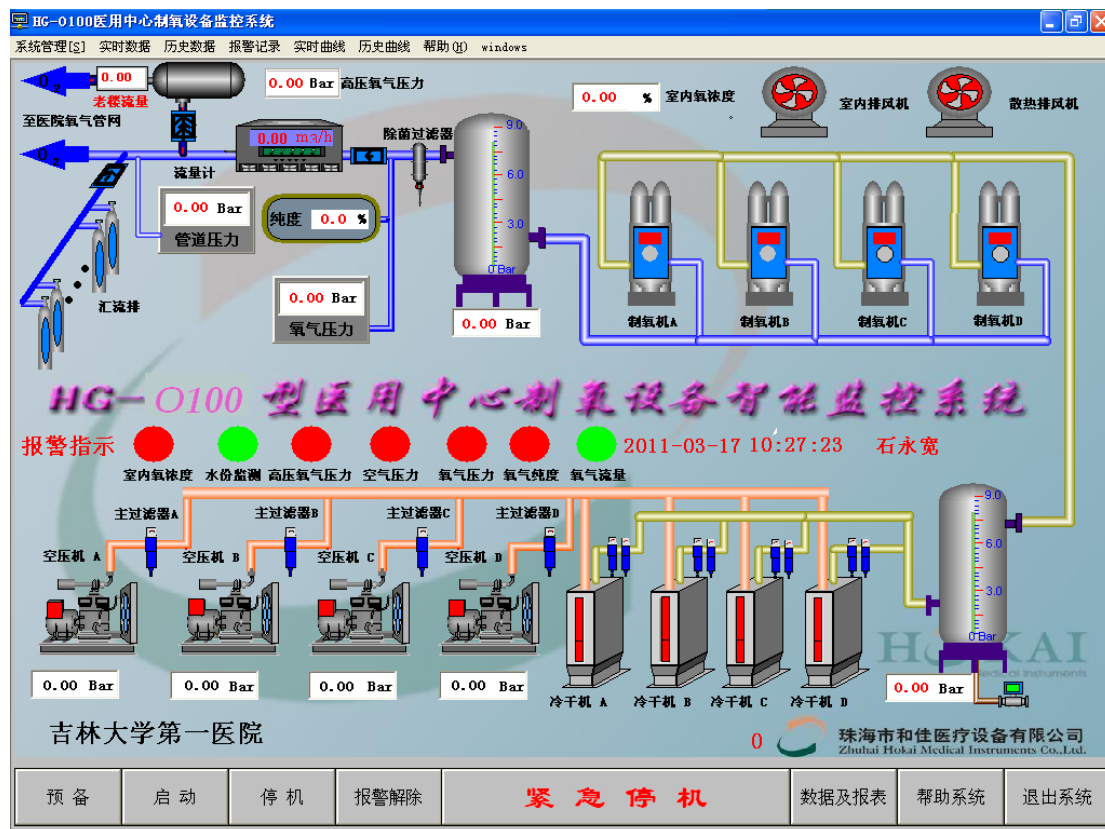 HG-O100医用中心制氧设备监控系统
系统管理[S] 实时数据 历史数据 报警记录 实时曲线 历史曲线 帮助(H) windows
O2
0.00
老楼流量
至医院氧气管网
O2
0.00 Bar 高压氧气压力
0.00 % 室内氧浓度
室内排风机
散热排风机
0.00 m3/h
除菌过滤器
流量计
0.00 Bar
管道压力
纯度 0.0 %
0.00 Bar
氧气压力
汇流排
9.0
6.0
3.0
0 Bar
0.00 Bar
制氧机A 制氧机B 制氧机C 制氧机D
HG-O100型医用中心制氧设备智能监控系统
报警指示
2011-03-17 10:27:23 石永宽
室内氧浓度 水份监测 高压氧气压力 空气压力 氧气压力 氧气纯度 氧气流量
主过滤器A 主过滤器B 主过滤器C 主过滤器D
空压机 A 空压机 B 空压机 C 空压机 D
9.0
6.0
3.0
0 Bar
HOKAI
Medical Instruments
0.00 Bar 0.00 Bar 0.00 Bar 0.00 Bar
0.00 Bar
冷干机 A 冷干机 B 冷干机 C 冷干机 D
吉林大学第一医院
0
珠海市和佳医疗设备有限公司
Zhuhai Hokai Medical Instruments Co.,Ltd.
预备 启动 停机 报警解除 紧急停机 数据及报表 帮助系统 退出系统